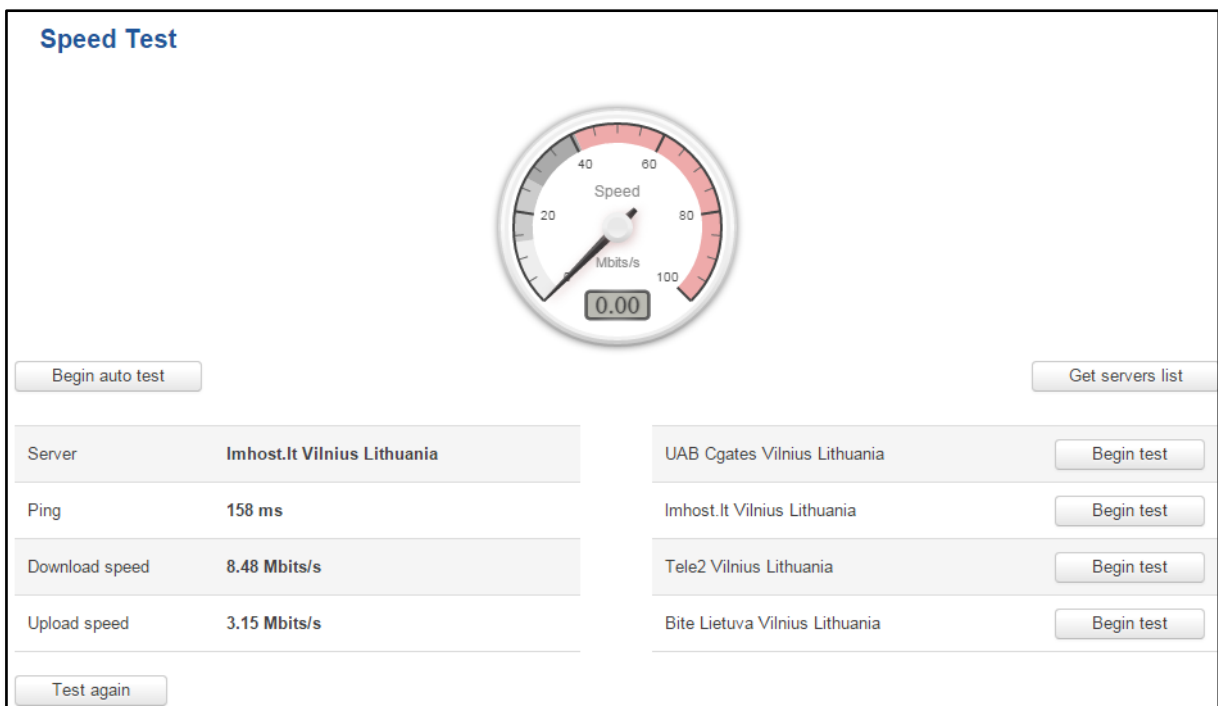 Speed Test
40 60
Speed
20 80
Mbits/s
0 100
0.00
Begin auto test Get servers list
Server Imhost.lt Vilnius Lithuania
Ping 158 ms
Download speed 8.48 Mbits/s
Upload speed 3.15 Mbits/s
Test again
UAB Cgates Vilnius Lithuania Begin test
Imhost.lt Vilnius Lithuania Begin test
Tele2 Vilnius Lithuania Begin test
Bite Lietuva Vilnius Lithuania Begin test